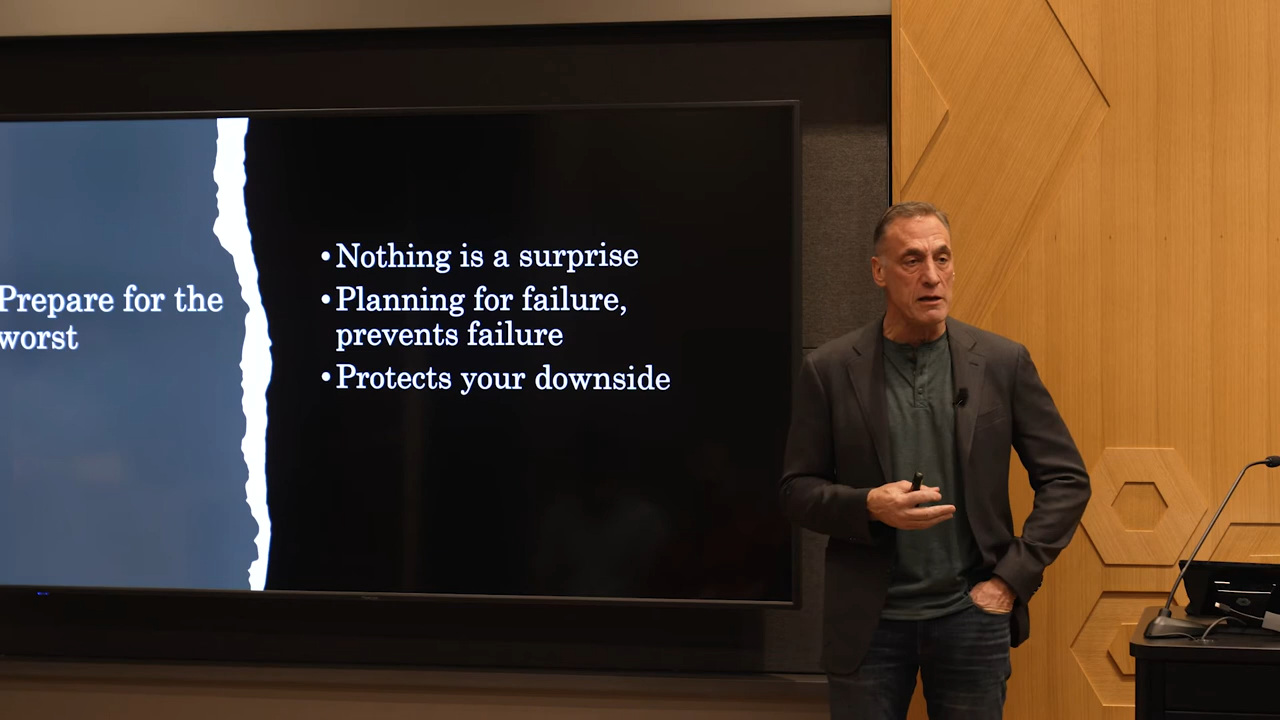 Prepare for the
worst
• Nothing is a surprise
• Planning for failure,
prevents failure
• Protects your downside